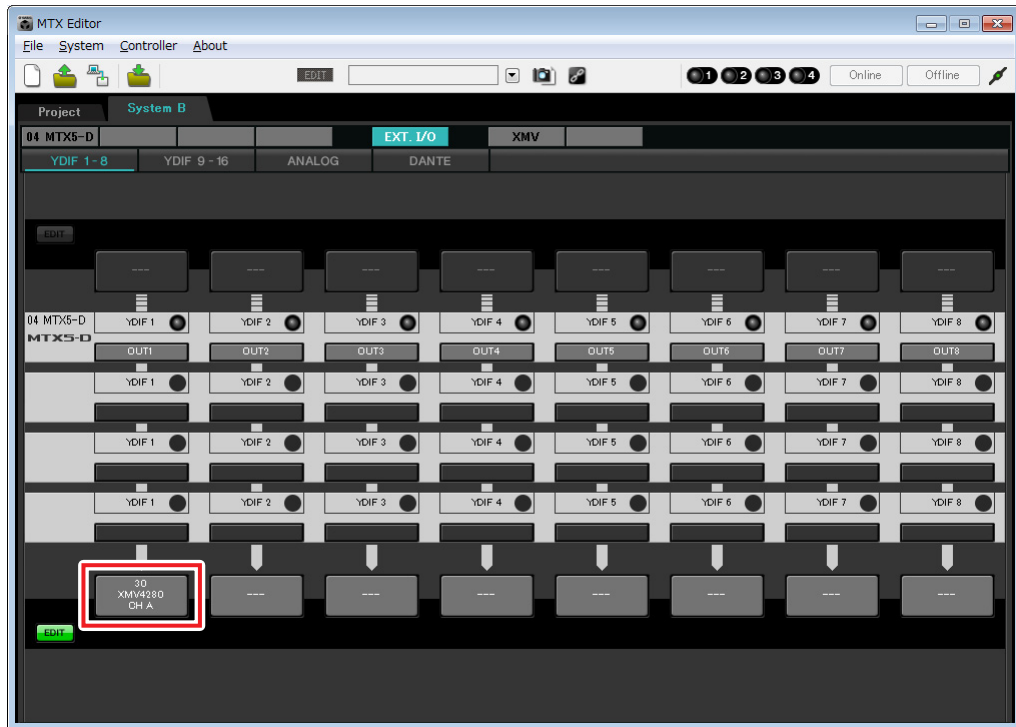 MTX Editor
File System Controller About
EDIT 1 2 3 4 Online Offline
Project System B
04 MTX5-D EXT. I/O XMV
YDIF 1 - 8 YDIF 9 - 16 ANALOG DANTE
EDIT
--- --- --- --- --- --- --- ---
04 MTX5-D YDIF 1 YDIF 2 YDIF 3 YDIF 4 YDIF 5 YDIF 6 YDIF 7 YDIF 8
MTX5-D
OUT1 OUT2 OUT3 OUT4 OUT5 OUT6 OUT7 OUT8
YDIF 1 YDIF 2 YDIF 3 YDIF 4 YDIF 5 YDIF 6 YDIF 7 YDIF 8
YDIF 1 YDIF 2 YDIF 3 YDIF 4 YDIF 5 YDIF 6 YDIF 7 YDIF 8
YDIF 1 YDIF 2 YDIF 3 YDIF 4 YDIF 5 YDIF 6 YDIF 7 YDIF 8
30
XMV4280
CH A
--- --- --- --- --- --- ---
EDIT